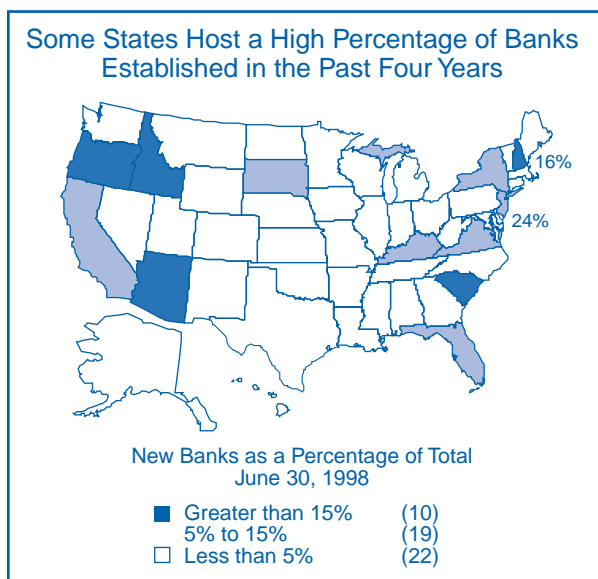 Some States Host a High Percentage of Banks
Established in the Past Four Years
16%
24%
New Banks as a Percentage of Total
June 30, 1998
Greater than 15% (10)
5% to 15% (19)
Less than 5% (22)